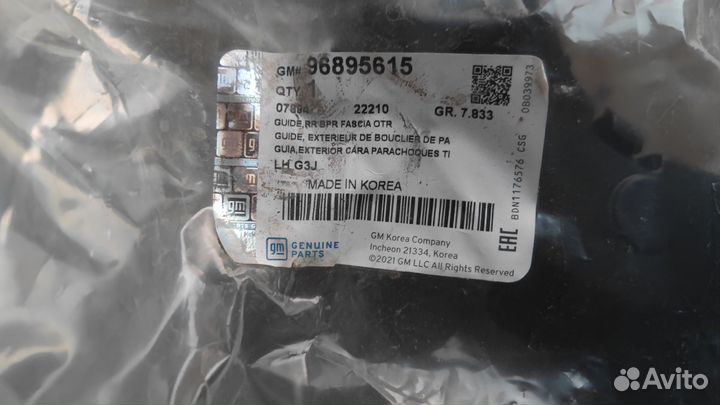 GM# 96895615
QTY
22210 GR. 7.833
GUIDE,RR BPR FASCIA OTR
GUIDE, EXTERIEUR DE BOUCLIER DE PA
GUIA,EXTERIOR CARA PARACHOQUES TI
LH G3J
MADE IN KOREA
gm GENUINE
PARTS
GM Korea Company
Incheon 21334, Korea
©2021 GM LLC All Rights Reserved
EAC
BDN1176576 CSG 08039973
gm
Avito